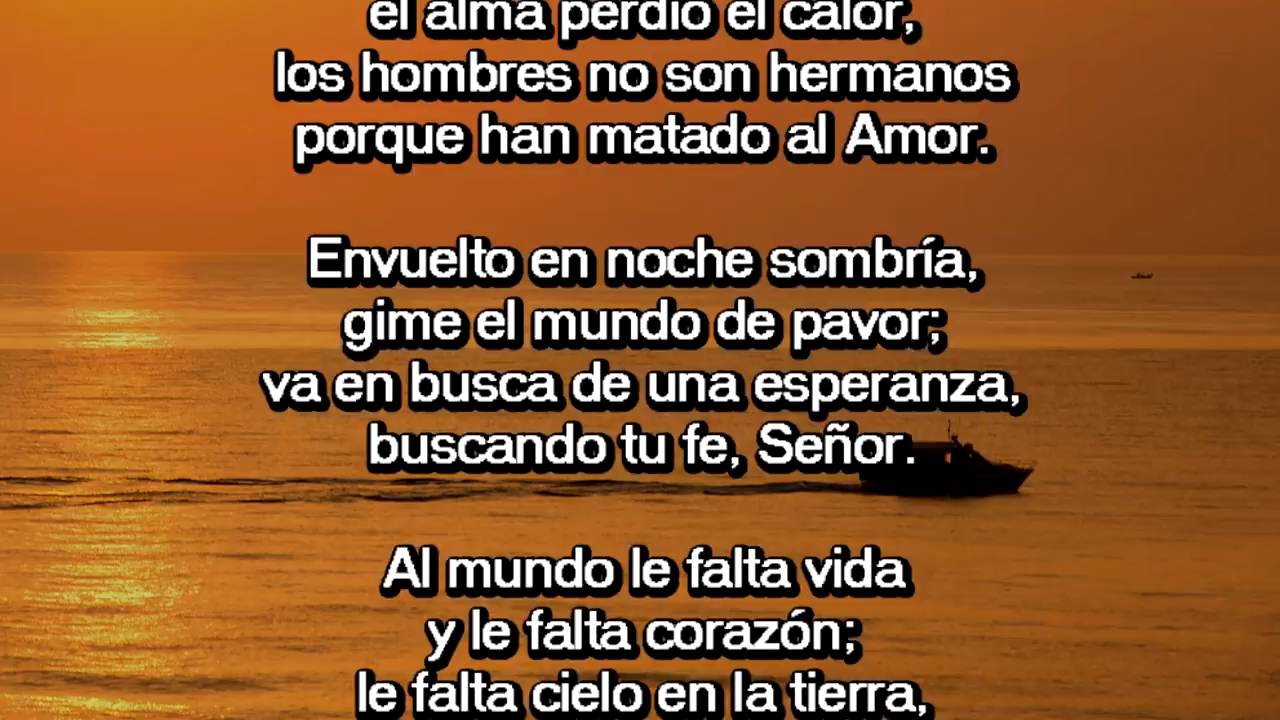 el alma perdió el calor,
los hombres no son hermanos
porque han matado al Amor.
Envuelto en noche sombría,
gime el mundo de pavor;
va en busca de una esperanza,
buscando tu fe, Señor.
Al mundo le falta vida
y le falta corazón;
le falta cielo en la tierra,